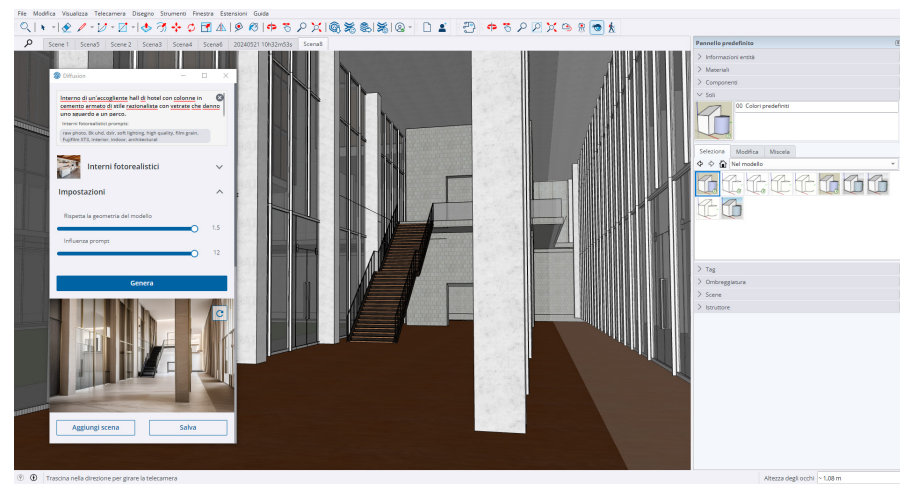 File Modifica Visualizza Telecamera Disegno Strumenti Finestra Estensioni Guida
Scene 1 Scena5 Scene 2 Scena3 Scena4 Scena6 20240521 10h32m53s Scena8
Diffusion
Interno di un'accogliente hall di hotel con colonne in
cemento armato di stile razionalista con vetrate che danno
uno sguardo a un parco.
Interni fotorealistici prompts:
raw photo, 8k uhd, dslr, soft lighting, high quality, film grain,
Fujifilm XT3, interior, indoor, architectural
Interni fotorealistici
Impostazioni
Rispetta la geometria del modello
1.5
Influenza prompt
12
Genera
Aggiungi scena Salva
Pannello predefinito
Informazioni entità
Materiali
Componenti
Stili
00 Colori predefiniti
Seleziona Modifica Miscela
Nel modello
Tag
Ombreggiatura
Scene
Istruttore
Trascina nella direzione per girare la telecamera
Altezza degli occhi ~ 1,08 m